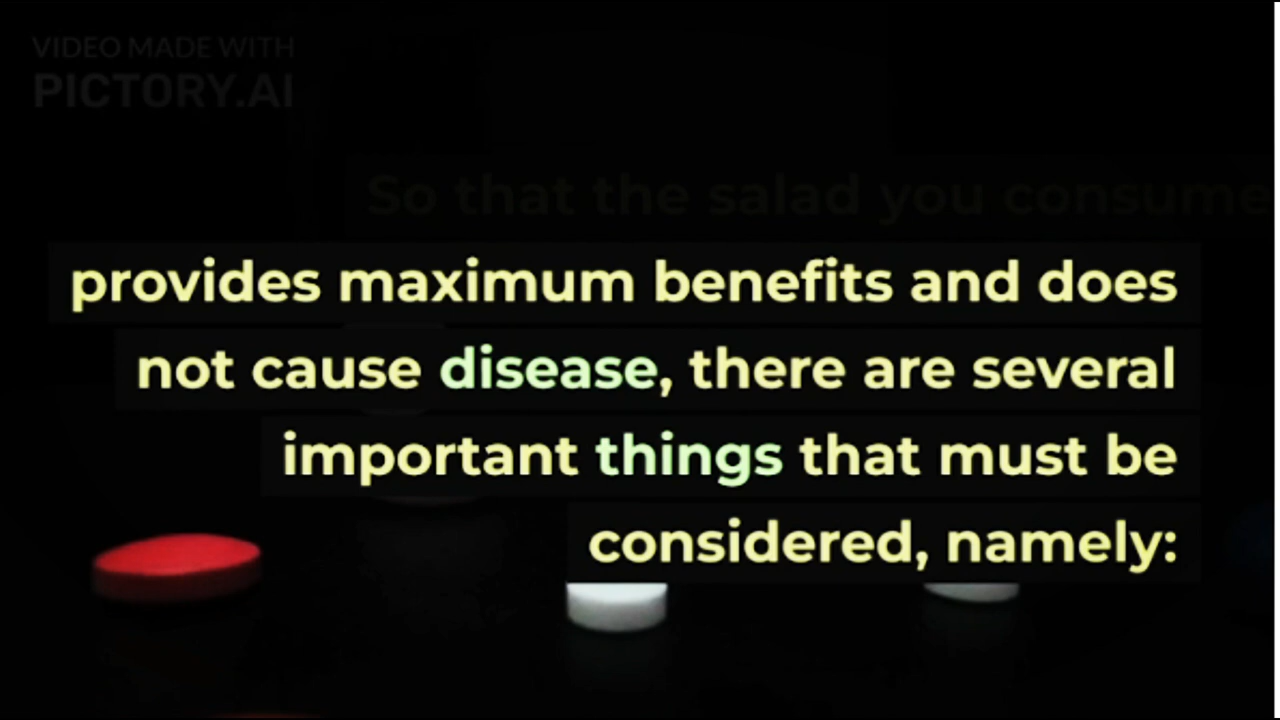 VIDEO MADE WITH
PICTORY.AI
So that the salad you consume
provides maximum benefits and does
not cause disease, there are several
important things that must be
considered, namely: